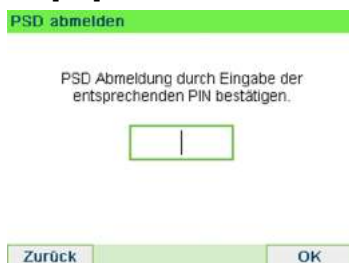 PSD abmelden
PSD Abmeldung durch Eingabe der
entsprechenden PIN bestätigen.
Zurück
OK